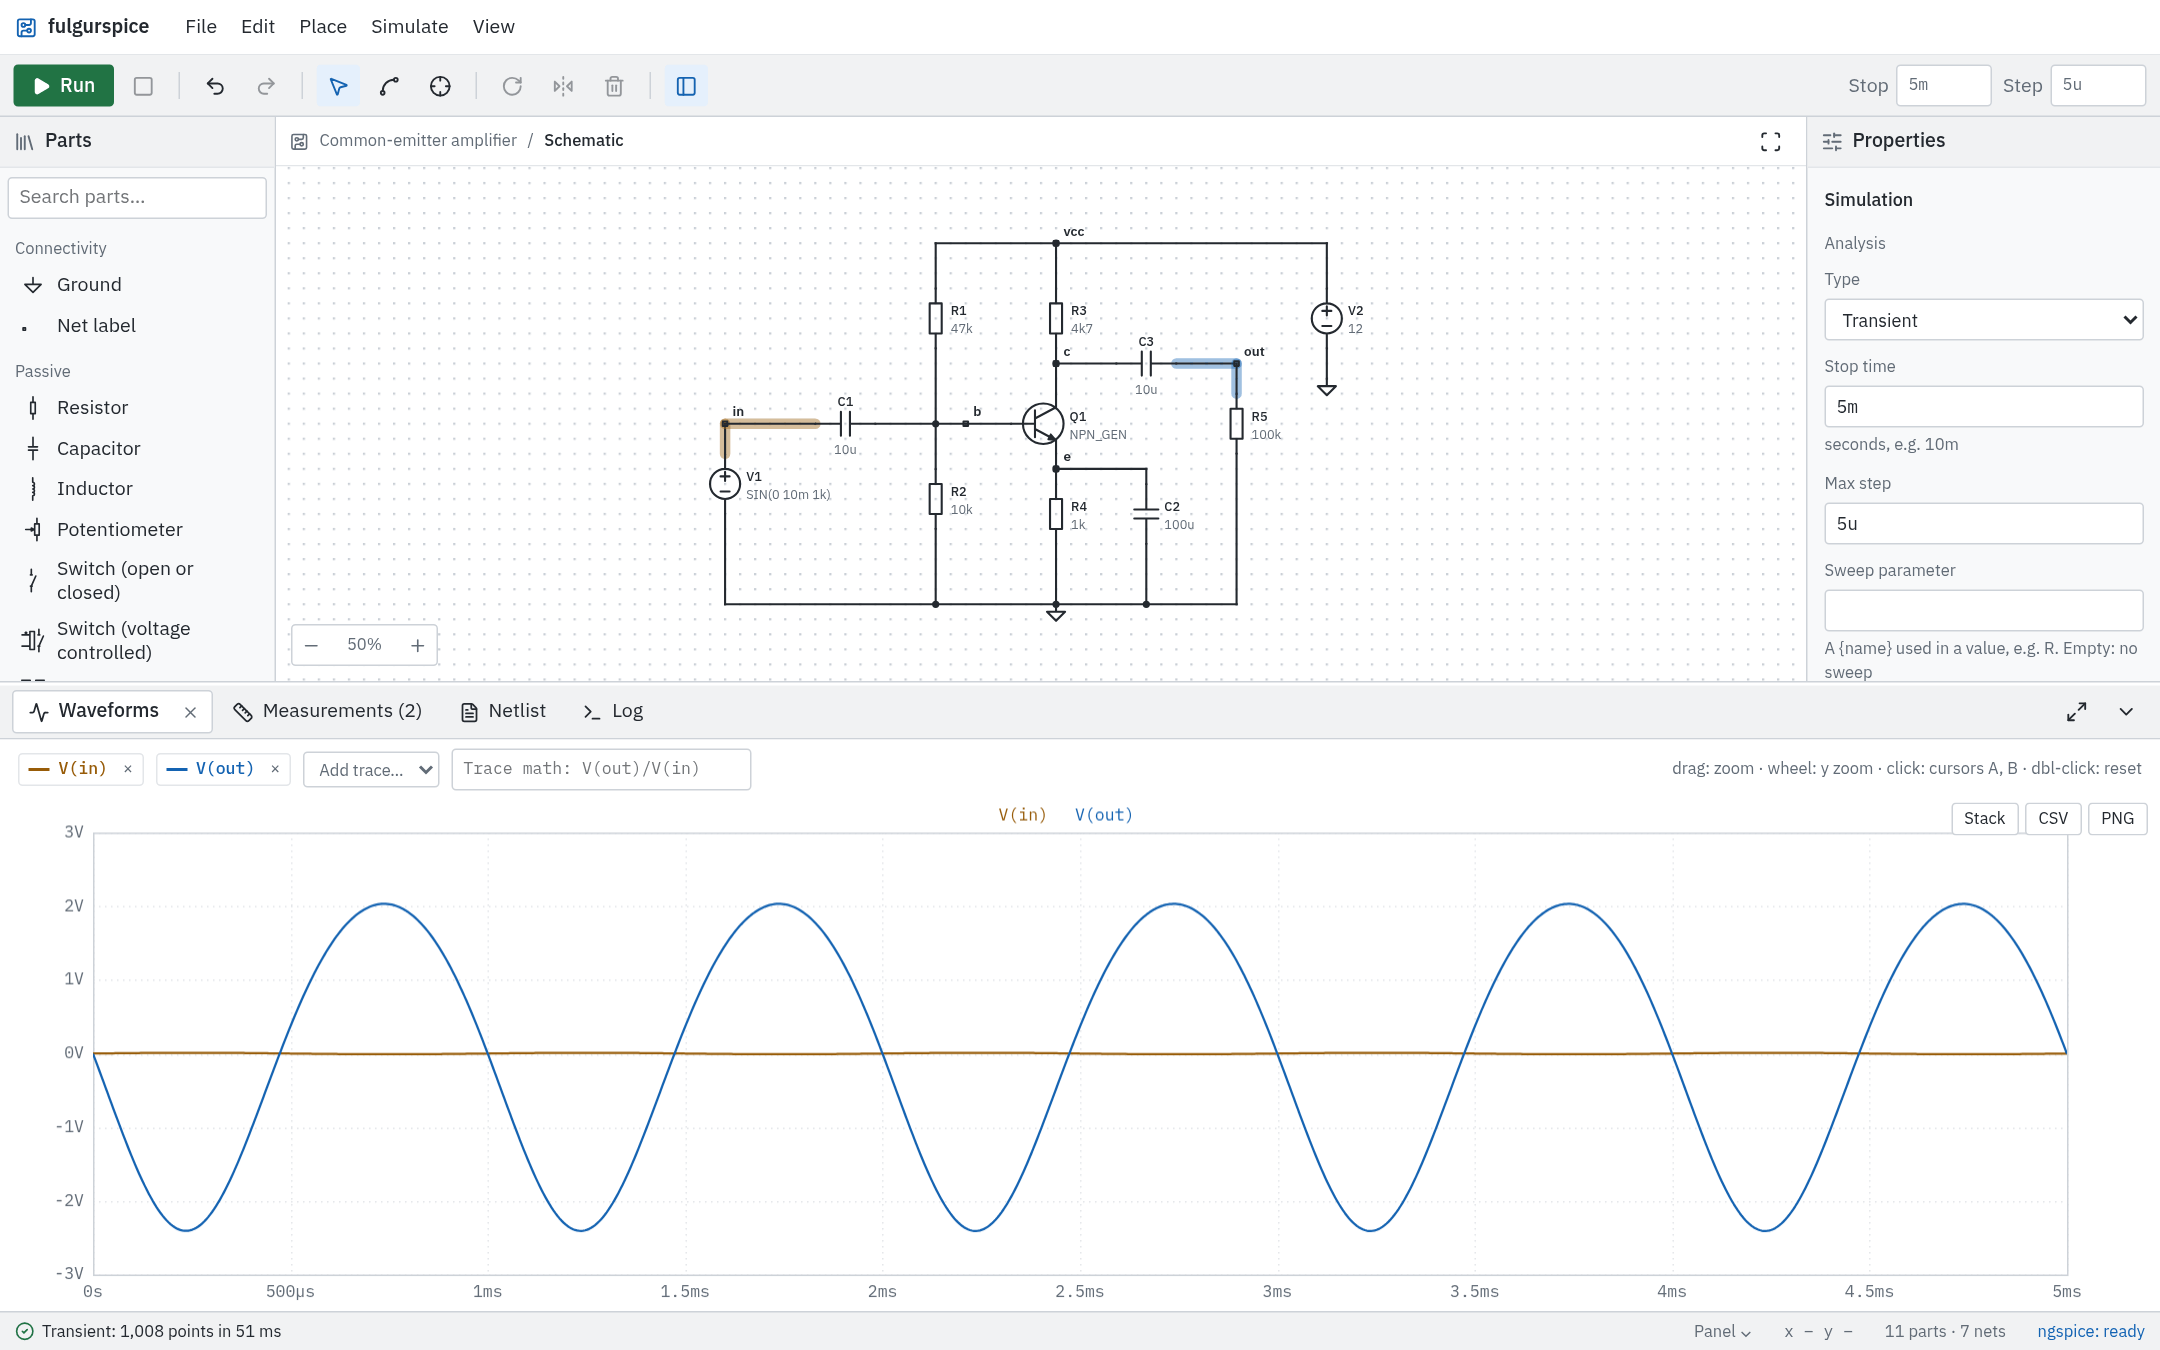 fulgurspice File Edit Place Simulate View
Run Stop 5m Step 5u
Parts
Search parts...
Connectivity
Ground
Net label
Passive
Resistor
Capacitor
Inductor
Potentiometer
Switch (open or
closed)
Switch (voltage
controlled)
Common-emitter amplifier / Schematic
vcc
R1
47k
R3
4k7
V2
12
c
C3
10u
out
in
C1
10u
b
Q1
NPN_GEN
R5
100k
e
V1
SIN(0 10m 1k)
R2
10k
R4
1k
C2
100u
50%
Properties
Simulation
Analysis
Type
Transient
Stop time
5m
seconds, e.g. 10m
Max step
5u
Sweep parameter
A {name} used in a value, e.g. R. Empty: no
sweep
Waveforms × Measurements (2) Netlist Log
V(in) × V(out) × Add trace... Trace math: V(out)/V(in) drag: zoom · wheel: y zoom · click: cursors A, B · dbl-click: reset
V(in) V(out)
Stack CSV PNG
3V
2V
1V
0V
-1V
-2V
-3V
0s 500µs 1ms 1.5ms 2ms 2.5ms 3ms 3.5ms 4ms 4.5ms 5ms
Transient: 1,008 points in 51 ms Panel x – y – 11 parts · 7 nets ngspice: ready